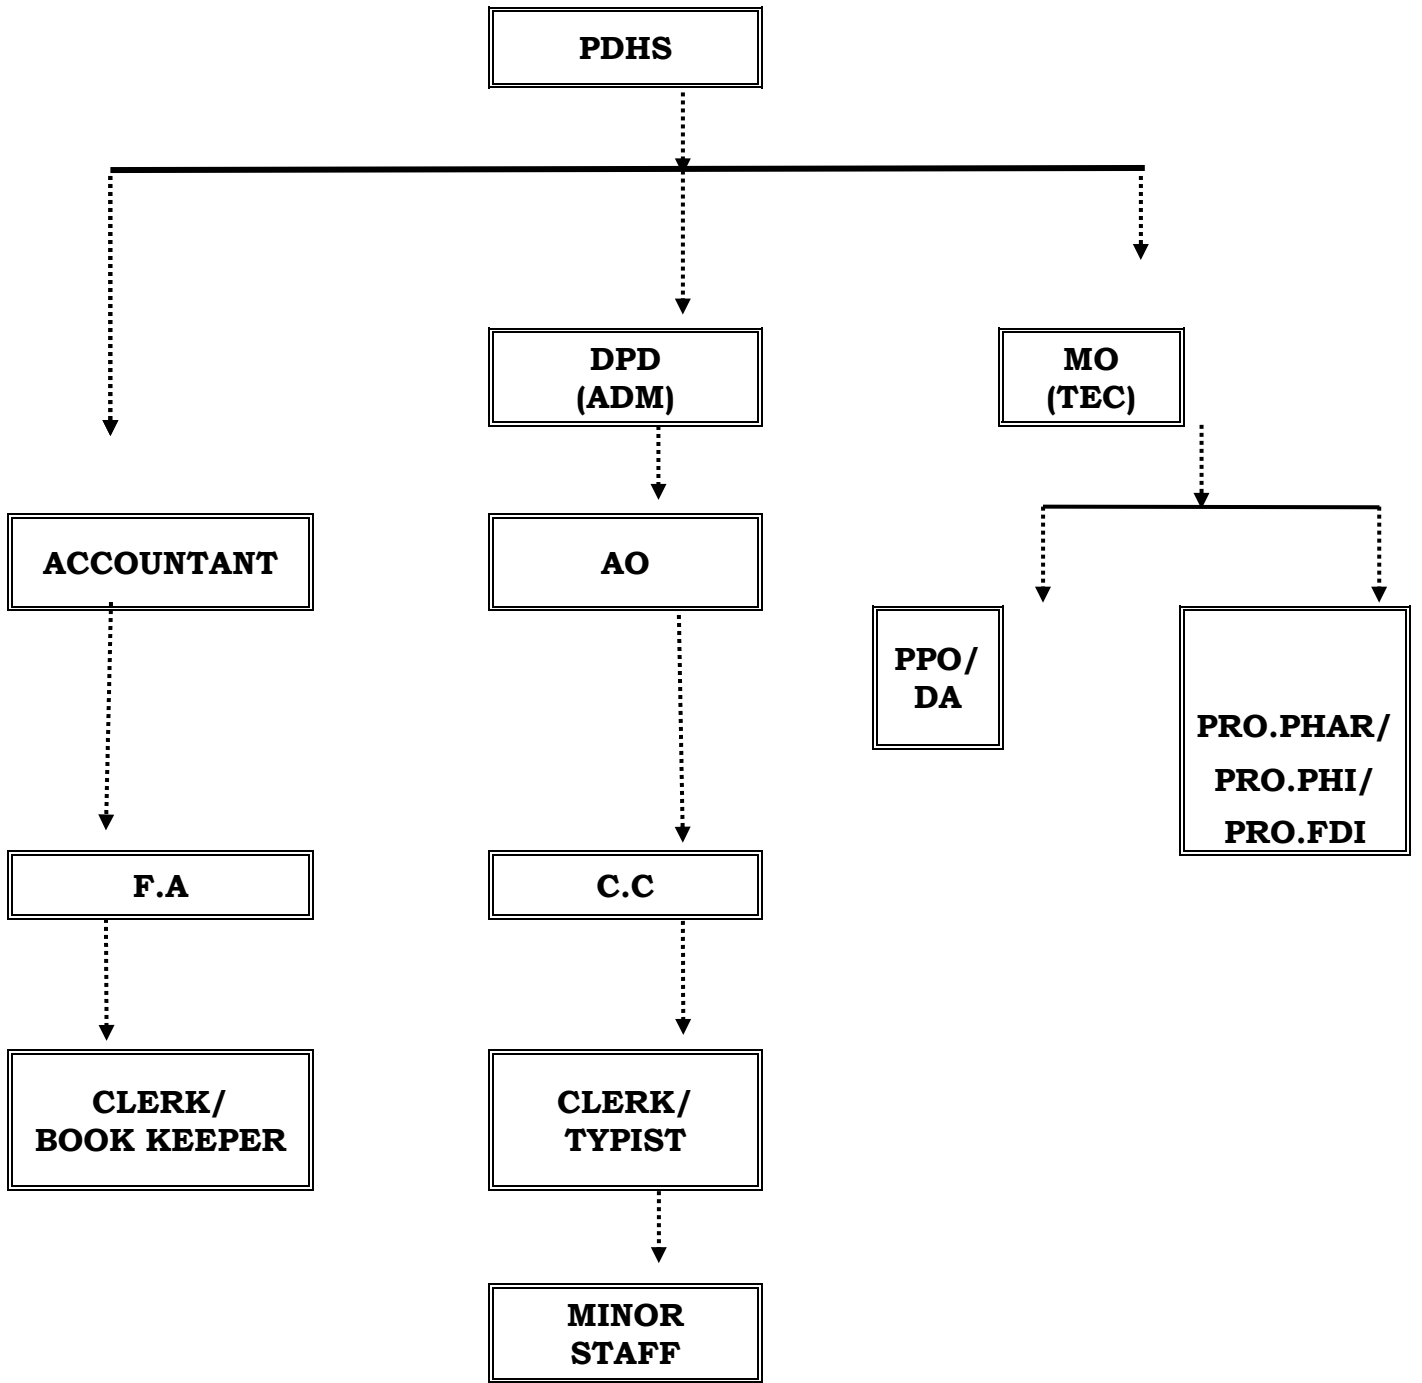 PDHS
DPD
(ADM)
MO
(TEC)
ACCOUNTANT
AO
PPO/
DA
PRO.PHAR/
PRO.PHI/
PRO.FDI
F.A
C.C
CLERK/
BOOK KEEPER
CLERK/
TYPIST
MINOR
STAFF